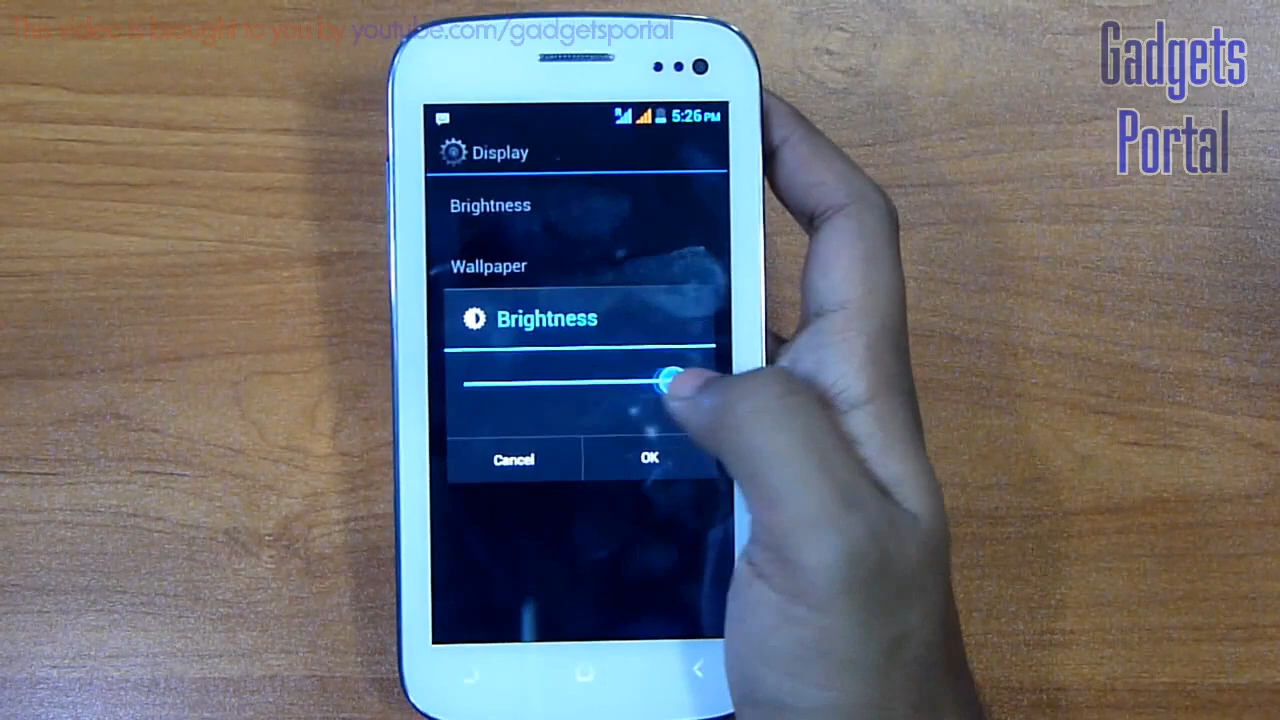 This video is brought to you by youtube.com/gadgetsportal
Gadgets
Portal
5:26 PM
Display
Brightness
Wallpaper
Brightness
Cancel
OK